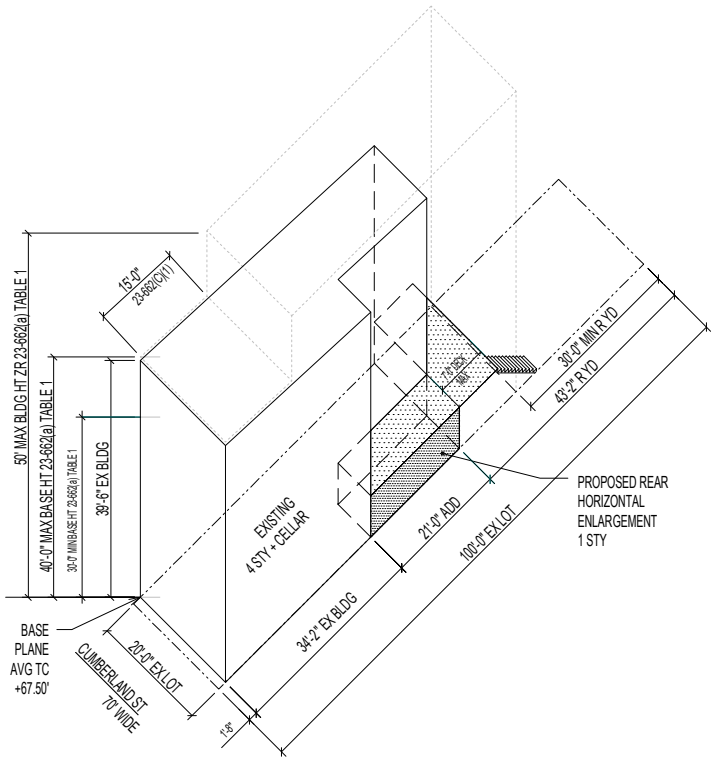 50' MAX BLDG HT ZR 23-662(a) TABLE 1
40'-0" MAX BASE HT 23-662(a) TABLE 1
30'-0" MIN BASE HT 23-662(a) TABLE 1
39'-6" EX BLDG
15'-0"
23-662(C)(1)
EXISTING
4 STY + CELLAR
7'-0" DECK
MAX
30'-0" MIN R YD
43'-2" R YD
PROPOSED REAR
HORIZONTAL
ENLARGEMENT
1 STY
21'-0" ADD
100'-0" EX LOT
34'-2" EX BLDG
BASE
PLANE
AVG TC
+67.50'
20'-0" EX LOT
CUMBERLAND ST
70' WIDE
1'-8"